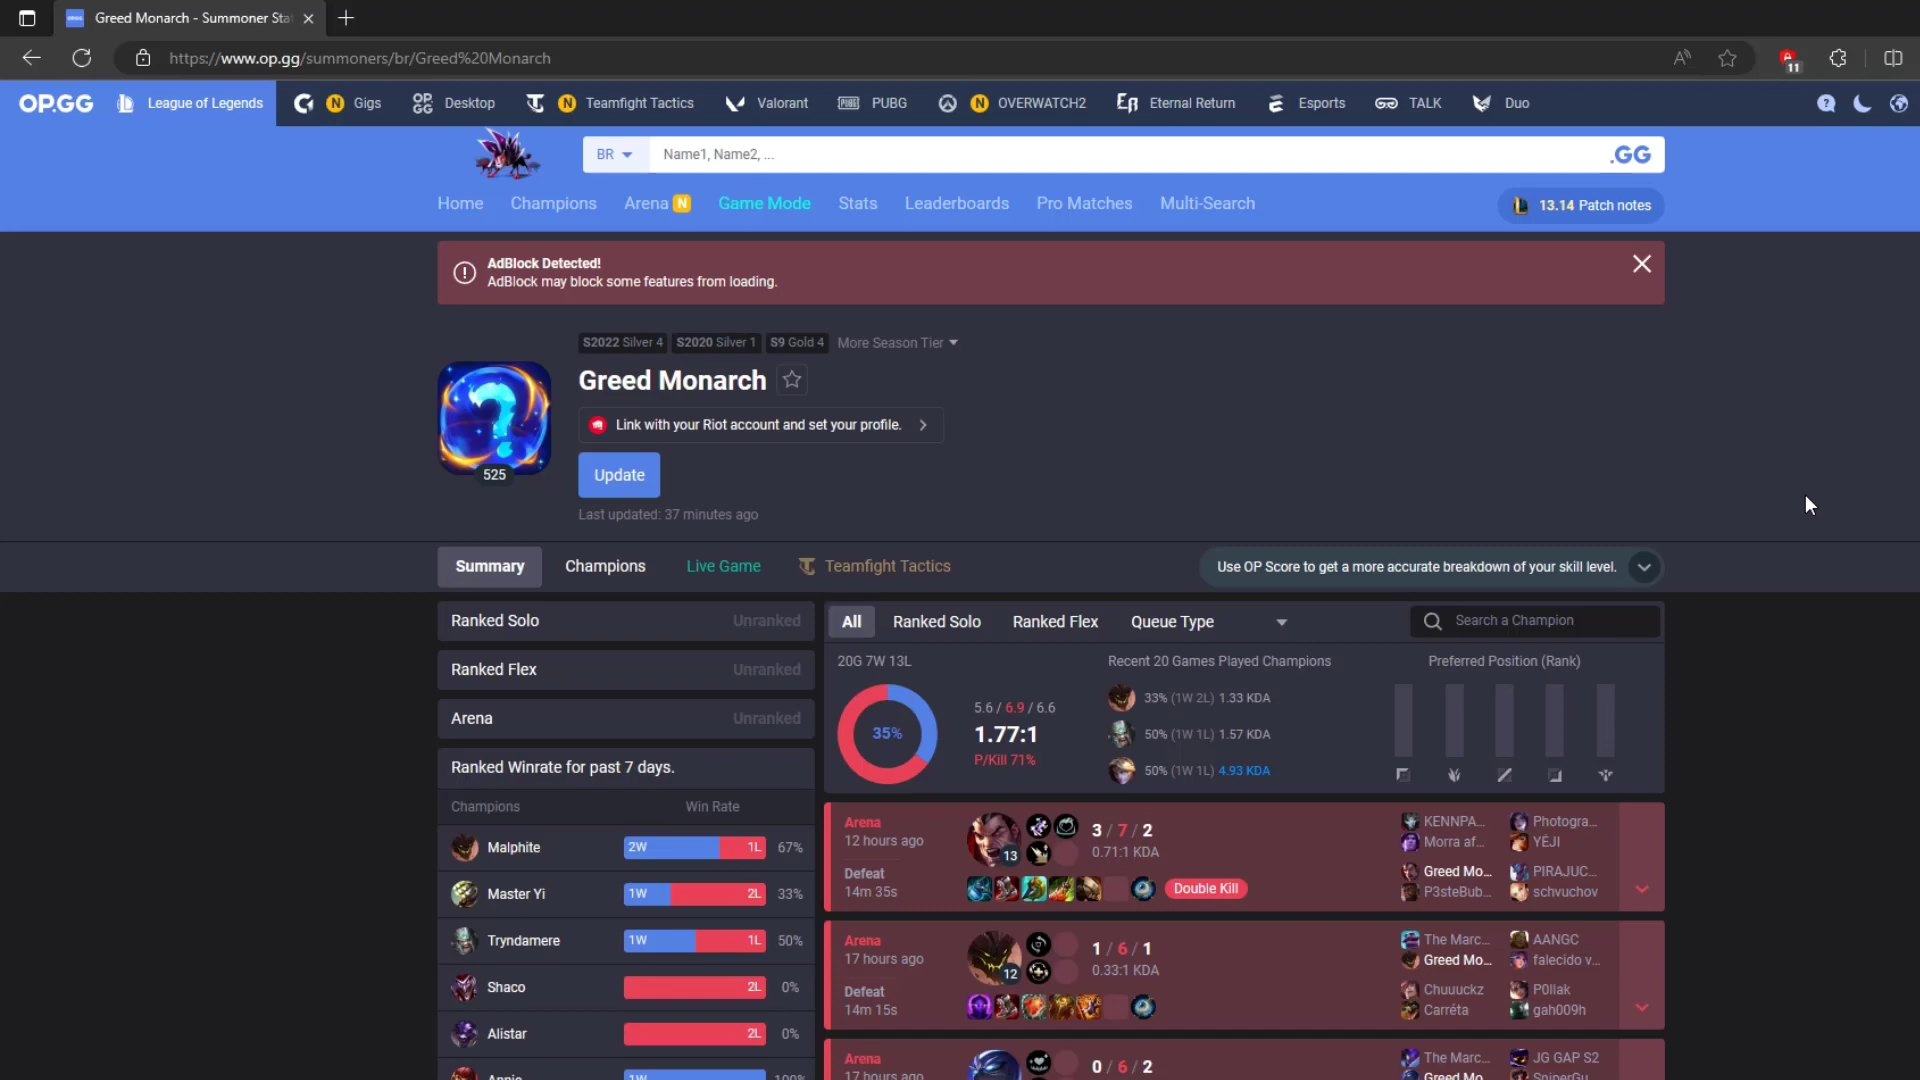 Greed Monarch - Summoner Sta
11
https://www.op.gg/summoners/br/Greed%20Monarch
OP.GG
League of Legends
N Gigs
OP GG Desktop
N Teamfight Tactics
Valorant
PUBG PUBG
N OVERWATCH2
Eternal Return
Esports
TALK
Duo
BR
Name1, Name2, ...
.GG
Home
Champions
Arena N
Game Mode
Stats
Leaderboards
Pro Matches
Multi-Search
13.14 Patch notes
AdBlock Detected!
AdBlock may block some features from loading.
S2022 Silver 4
S2020 Silver 1
S9 Gold 4
More Season Tier
Greed Monarch
Link with your Riot account and set your profile.
525
Update
Last updated: 37 minutes ago
Summary
Champions
Live Game
Teamfight Tactics
Use OP Score to get a more accurate breakdown of your skill level.
Ranked Solo Unranked
Ranked Flex Unranked
Arena Unranked
Ranked Winrate for past 7 days.
Champions Win Rate
Malphite 2W 1L 67%
Master Yi 1W 2L 33%
Tryndamere 1W 1L 50%
Shaco 2L 0%
Alistar 2L 0%
Annie 1W 100%
All
Ranked Solo
Ranked Flex
Queue Type
Search a Champion
20G 7W 13L
35%
5.6 / 6.9 / 6.6
1.77:1
P/Kill 71%
Recent 20 Games Played Champions
33% (1W 2L) 1.33 KDA
50% (1W 1L) 1.57 KDA
50% (1W 1L) 4.93 KDA
Preferred Position (Rank)
Arena
12 hours ago
Defeat
14m 35s
13
3 / 7 / 2
0.71:1 KDA
Double Kill
KENNPA... Photogra...
Morra af... YÉJI
Greed Mo... PIRAJUC...
P3steBub... schvuchov
Arena
17 hours ago
Defeat
14m 15s
12
1 / 6 / 1
0.33:1 KDA
The Marc... AANGC
Greed Mo... falecido v...
Chuuuckz P0llak
Carréta gah009h
Arena
17 hours ago
0 / 6 / 2
The Marc... JG GAP S2
Greed Mo... SniperGu...